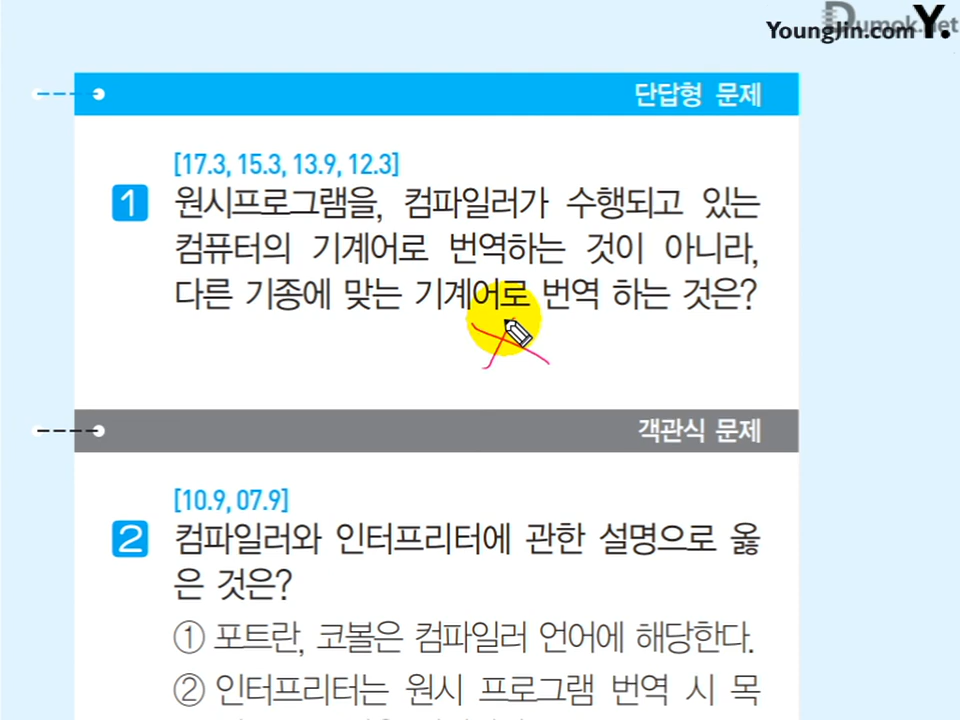 Dumok.net
YoungJin.com Y.
단답형 문제
[17.3, 15.3, 13.9, 12.3]
1 원시프로그램을, 컴파일러가 수행되고 있는
컴퓨터의 기계어로 번역하는 것이 아니라,
다른 기종에 맞는 기계어로 번역 하는 것은?
객관식 문제
[10.9, 07.9]
2 컴파일러와 인터프리터에 관한 설명으로 옳
은 것은?
① 포트란, 코볼은 컴파일러 언어에 해당한다.
② 인터프리터는 원시 프로그램 번역 시 목